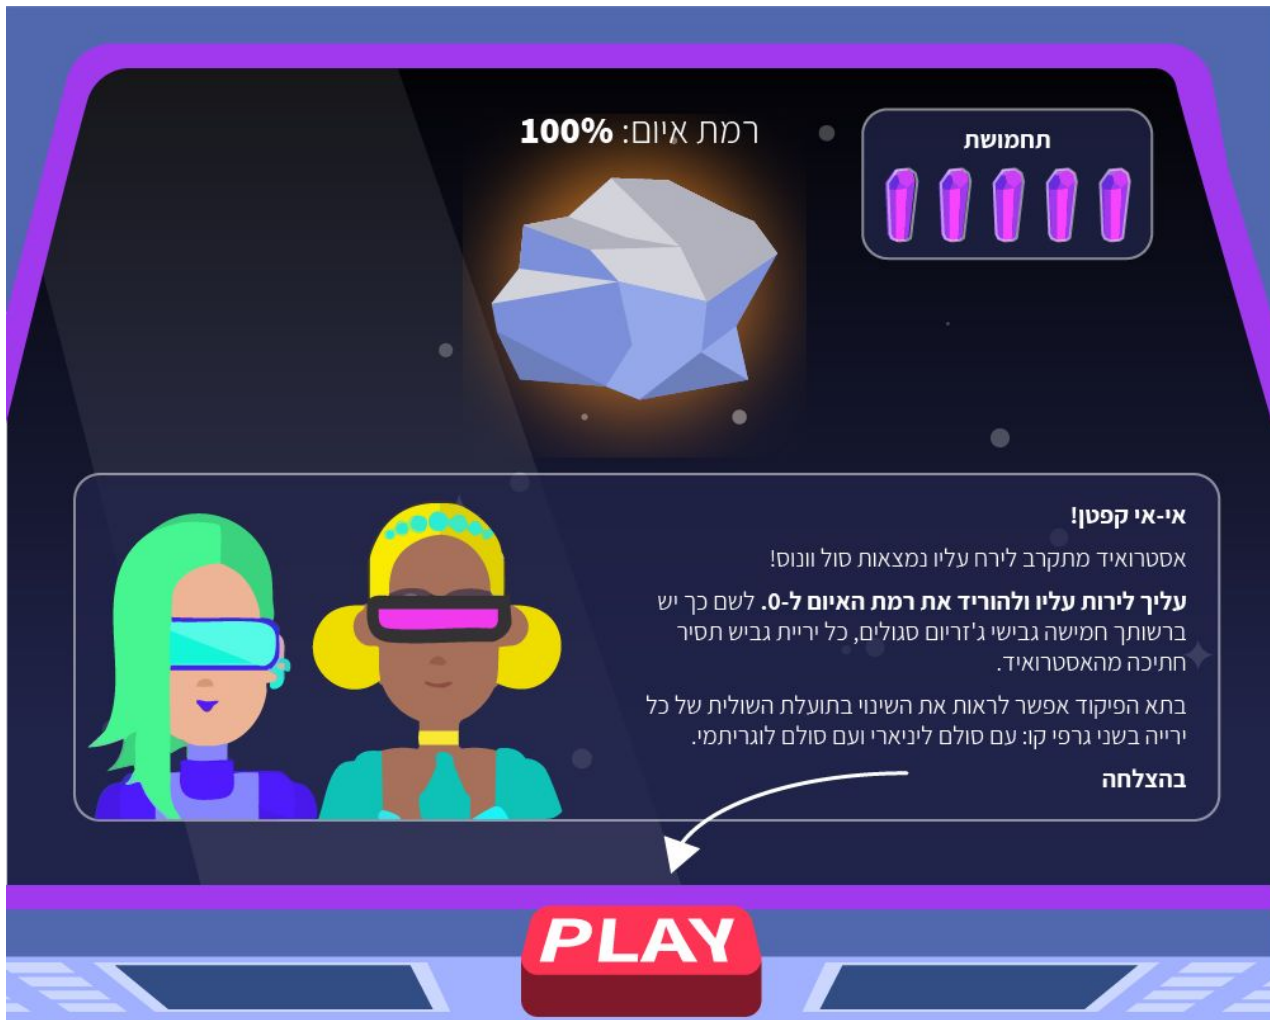 רמת איום: 100%
תחמושת
אי-אי קפטן!
אסטרואיד מתקרב לירח עליו נמצאות סול וונוס!
עליך לירות עליו ולהוריד את רמת האיום ל-0. לשם כך יש
ברשותך חמישה גבישי ג'זריום סגולים, כל יריית גביש תסיר
חתיכה מהאסטרואיד.
בתא הפיקוד אפשר לראות את השינוי בתועלת השולית של כל
ירייה בשני גרפי קו: עם סולם ליניארי ועם סולם לוגריתמי.
בהצלחה
PLAY